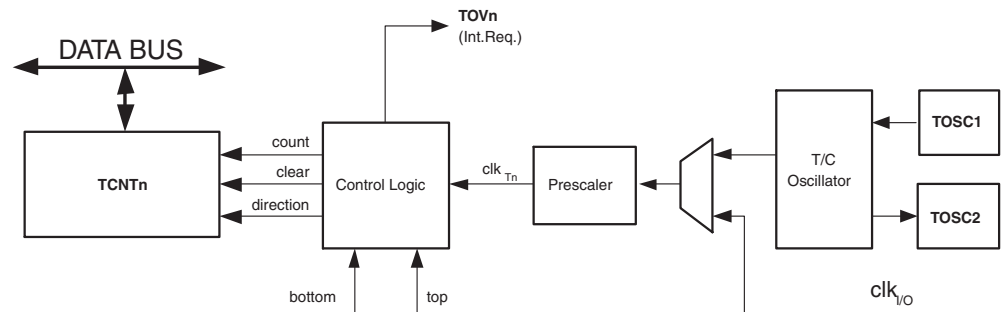 TOVn
(Int.Req.)
DATA BUS
TCNTn
count
clear
direction
Control Logic
clk Tn
Prescaler
T/C
Oscillator
TOSC1
TOSC2
bottom
top
clk I/O